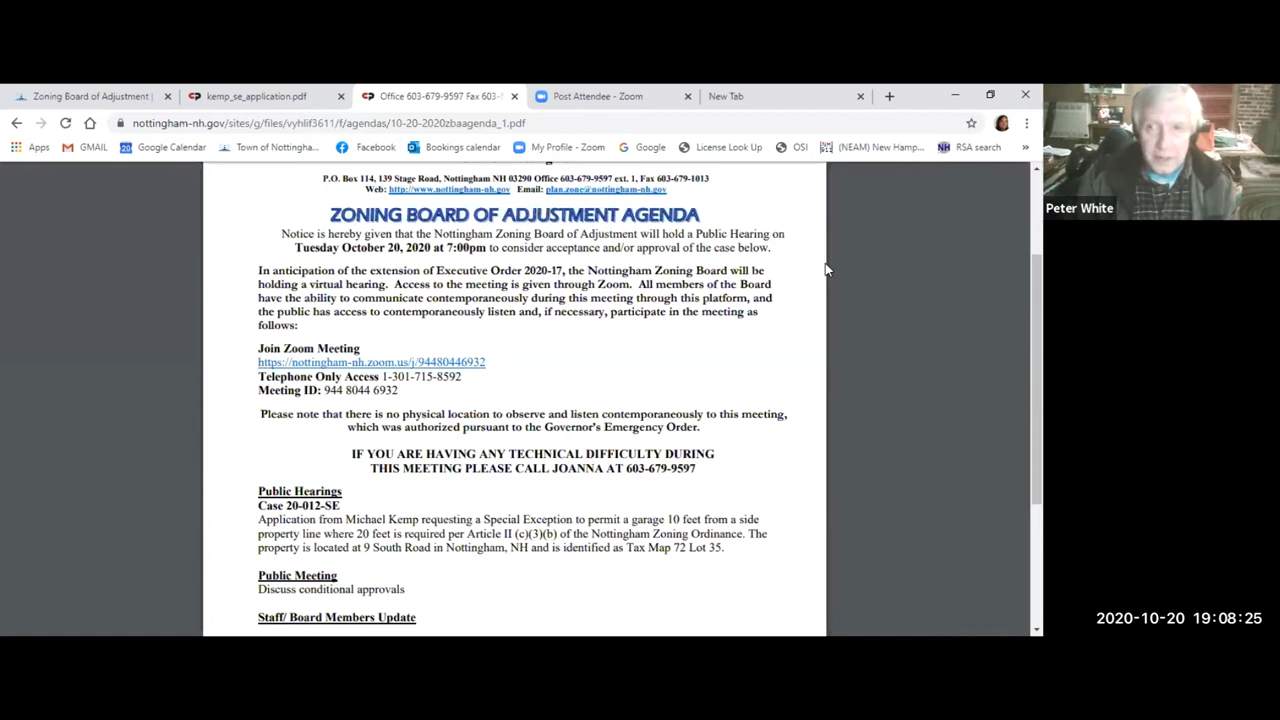 Zoning Board of Adjustment |
kemp_se_application.pdf
Office 603-679-9597 Fax 603-6
Post Attendee - Zoom
New Tab
nottingham-nh.gov/sites/g/files/vyhlif3611/f/agendas/10-20-2020zbaagenda_1.pdf
Apps
GMAIL
Google Calendar
Town of Nottingha...
Facebook
Bookings calendar
My Profile - Zoom
Google
License Look Up
OSI
(NEAM) New Hamp...
NH RSA search
P.O. Box 114, 139 Stage Road, Nottingham NH 03290 Office 603-679-9597 ext. 1, Fax 603-679-1013
Web: http://www.nottingham-nh.gov Email: plan.zone@nottingham-nh.gov
ZONING BOARD OF ADJUSTMENT AGENDA
Notice is hereby given that the Nottingham Zoning Board of Adjustment will hold a Public Hearing on
Tuesday October 20, 2020 at 7:00pm to consider acceptance and/or approval of the case below.
In anticipation of the extension of Executive Order 2020-17, the Nottingham Zoning Board will be
holding a virtual hearing. Access to the meeting is given through Zoom. All members of the Board
have the ability to communicate contemporaneously during this meeting through this platform, and
the public has access to contemporaneously listen and, if necessary, participate in the meeting as
follows:
Join Zoom Meeting
https://nottingham-nh.zoom.us/j/94480446932
Telephone Only Access 1-301-715-8592
Meeting ID: 944 8044 6932
Please note that there is no physical location to observe and listen contemporaneously to this meeting,
which was authorized pursuant to the Governor's Emergency Order.
IF YOU ARE HAVING ANY TECHNICAL DIFFICULTY DURING
THIS MEETING PLEASE CALL JOANNA AT 603-679-9597
Public Hearings
Case 20-012-SE
Application from Michael Kemp requesting a Special Exception to permit a garage 10 feet from a side
property line where 20 feet is required per Article II (c)(3)(b) of the Nottingham Zoning Ordinance. The
property is located at 9 South Road in Nottingham, NH and is identified as Tax Map 72 Lot 35.
Public Meeting
Discuss conditional approvals
Staff/ Board Members Update
Peter White
2020-10-20 19:08:25